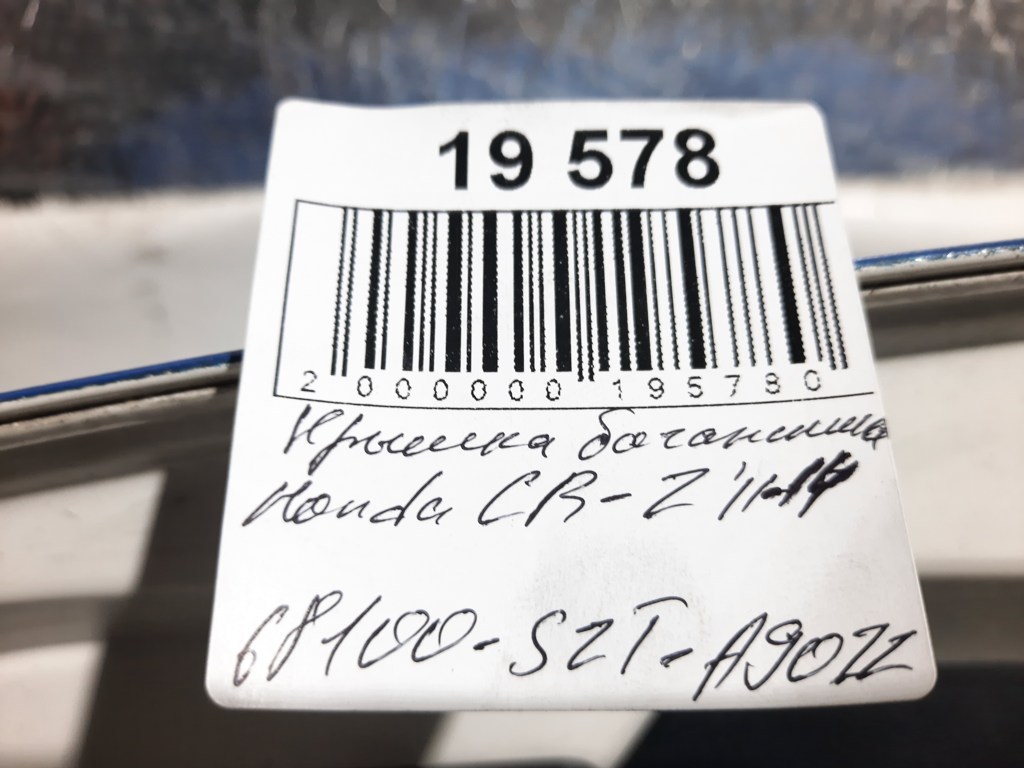 19 578
2 000000 195780
Крышка багажника
Honda CR-Z '11-14
68100-SZT-A90ZZ